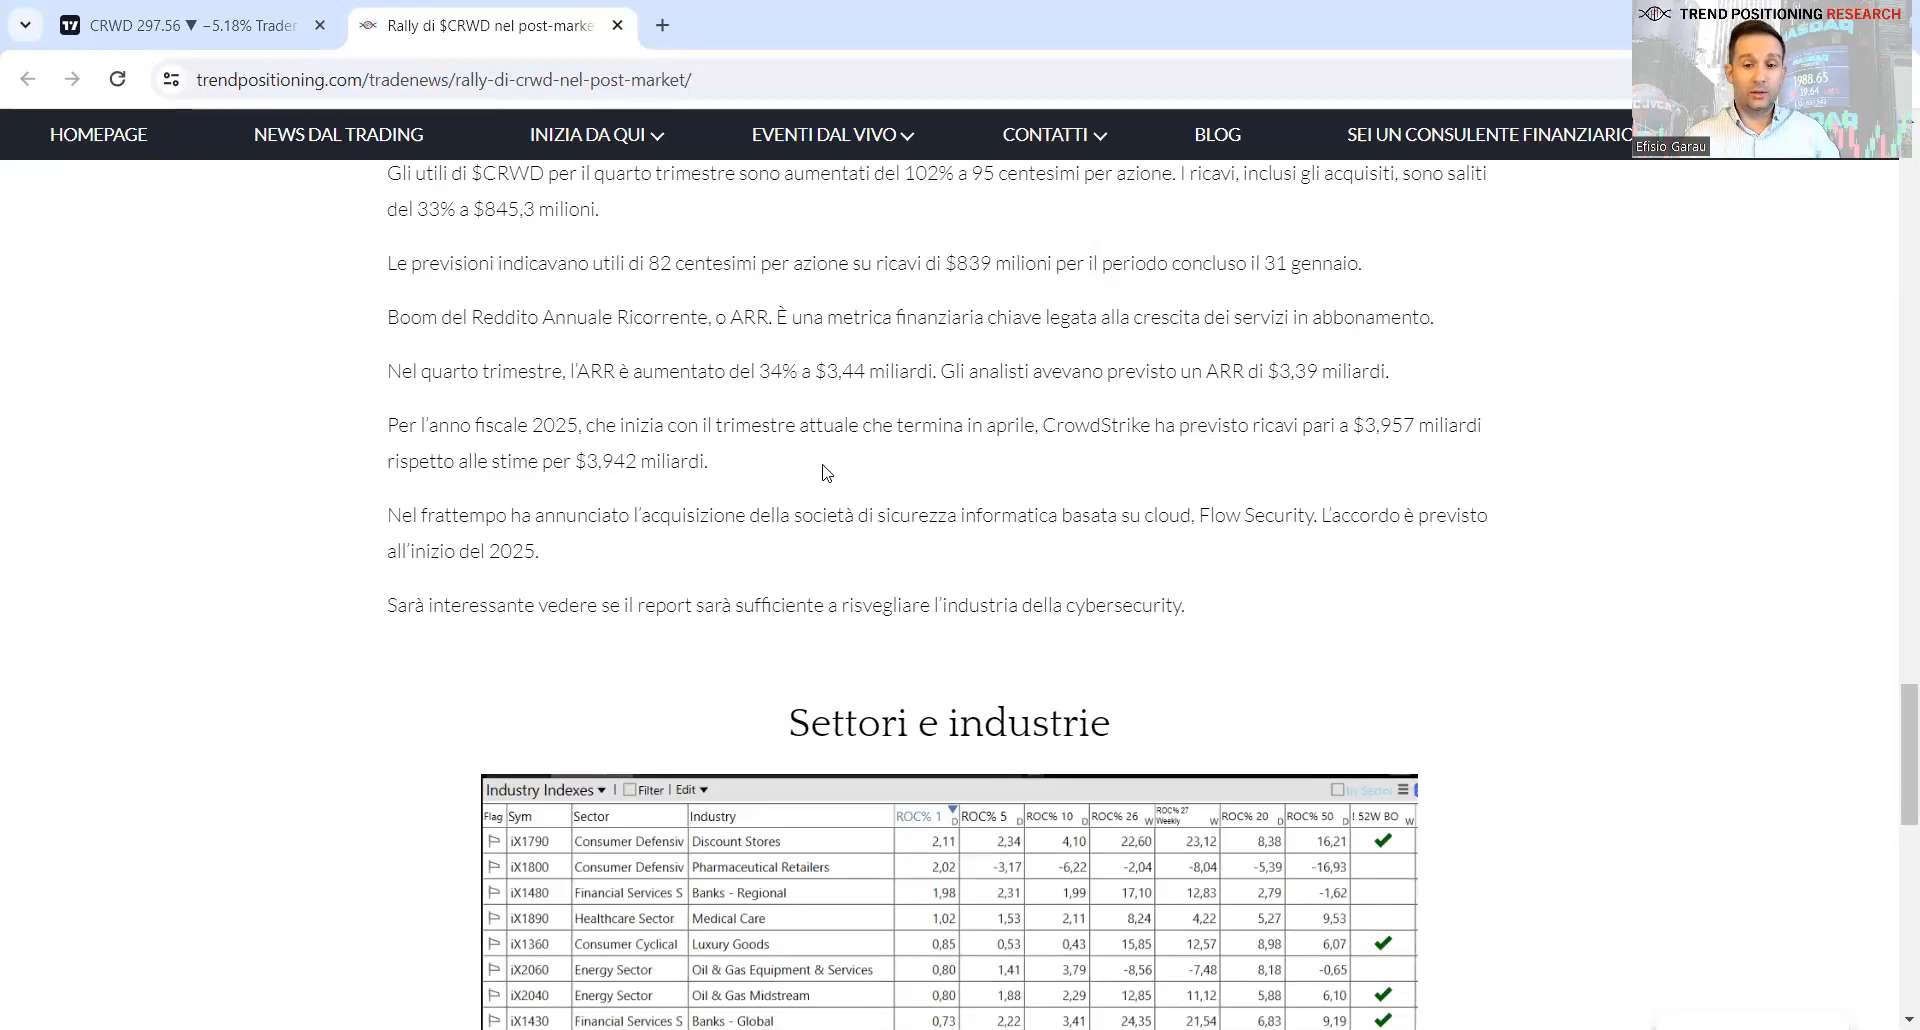 CRWD 297.56 ▼ −5.18% Trader
Rally di $CRWD nel post-marke
trendpositioning.com/tradenews/rally-di-crwd-nel-post-market/
TREND POSITIONING RESEARCH
NASDAQ
1988.65
Efisio Garau
HOMEPAGE NEWS DAL TRADING INIZIA DA QUI EVENTI DAL VIVO CONTATTI BLOG SEI UN CONSULENTE FINANZIARIO
Gli utili di $CRWD per il quarto trimestre sono aumentati del 102% a 95 centesimi per azione. I ricavi, inclusi gli acquisiti, sono saliti
del 33% a $845,3 milioni.
Le previsioni indicavano utili di 82 centesimi per azione su ricavi di $839 milioni per il periodo concluso il 31 gennaio.
Boom del Reddito Annuale Ricorrente, o ARR. È una metrica finanziaria chiave legata alla crescita dei servizi in abbonamento.
Nel quarto trimestre, l’ARR è aumentato del 34% a $3,44 miliardi. Gli analisti avevano previsto un ARR di $3,39 miliardi.
Per l’anno fiscale 2025, che inizia con il trimestre attuale che termina in aprile, CrowdStrike ha previsto ricavi pari a $3,957 miliardi
rispetto alle stime per $3,942 miliardi.
Nel frattempo ha annunciato l’acquisizione della società di sicurezza informatica basata su cloud, Flow Security. L’accordo è previsto
all’inizio del 2025.
Sarà interessante vedere se il report sarà sufficiente a risvegliare l’industria della cybersecurity.
Settori e industrie
Industry Indexes ▼ | Filter | Edit ▼ By Sector
Flag Sym Sector Industry ROC% 1 D ROC% 5 D ROC% 10 D ROC% 26 W ROC% 27 Weekly W ROC% 20 D ROC% 50 D ! 52W BO W
iX1790 Consumer Defensiv Discount Stores 2,11 2,34 4,10 22,60 23,12 8,38 16,21 ✔
iX1800 Consumer Defensiv Pharmaceutical Retailers 2,02 -3,17 -6,22 -2,04 -8,04 -5,39 -16,93
iX1480 Financial Services S Banks - Regional 1,98 2,31 1,99 17,10 12,83 2,79 -1,62
iX1890 Healthcare Sector Medical Care 1,02 1,53 2,11 8,24 4,22 5,27 9,53
iX1360 Consumer Cyclical Luxury Goods 0,85 0,53 0,43 15,85 12,57 8,98 6,07 ✔
iX2060 Energy Sector Oil & Gas Equipment & Services 0,80 1,41 3,79 -8,56 -7,48 8,18 -0,65
iX2040 Energy Sector Oil & Gas Midstream 0,80 1,88 2,29 12,85 11,12 5,88 6,10 ✔
iX1430 Financial Services S Banks - Global 0,73 2,22 3,41 24,35 21,54 6,83 9,19 ✔